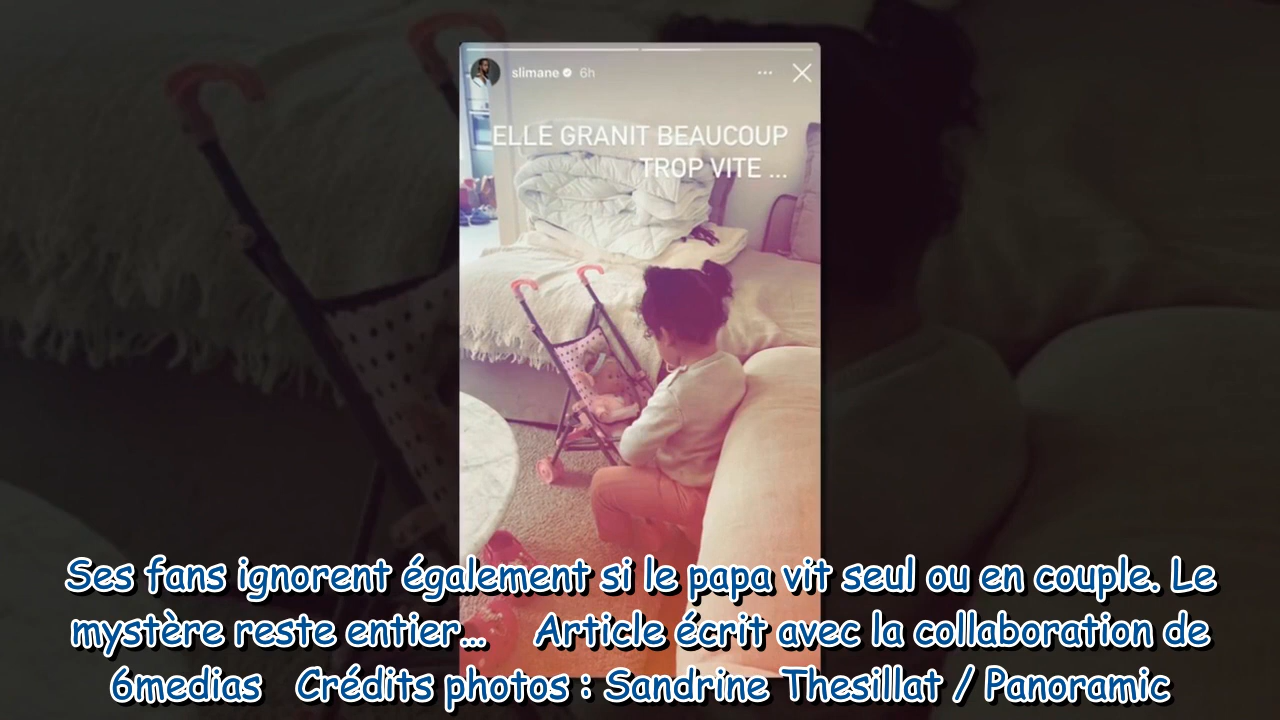 slimane 6h
ELLE GRANIT BEAUCOUP
TROP VITE ...
Ses fans ignorent également si le papa vit seul ou en couple. Le
mystère reste entier... Article écrit avec la collaboration de
6medias Crédits photos : Sandrine Thesillat / Panoramic